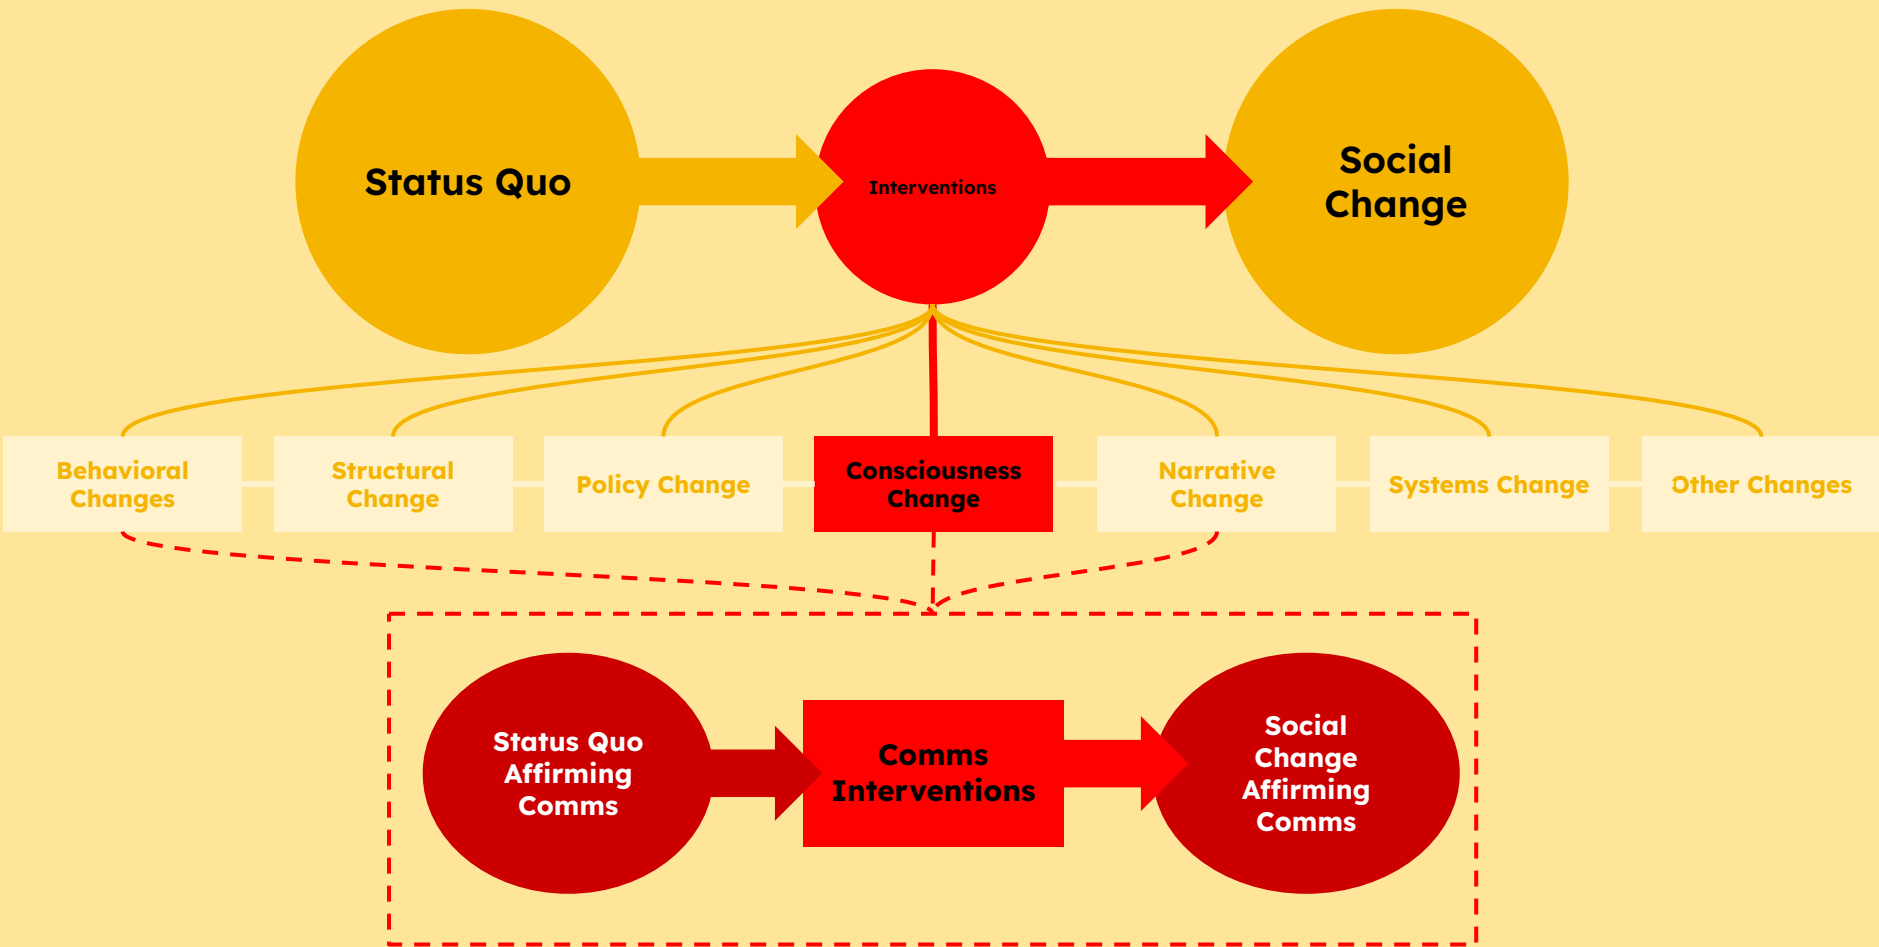 Status Quo
Interventions
Social
Change
Behavioral
Changes
Structural
Change
Policy Change
Consciousness
Change
Narrative
Change
Systems Change
Other Changes
Status Quo
Affirming
Comms
Comms
Interventions
Social
Change
Affirming
Comms